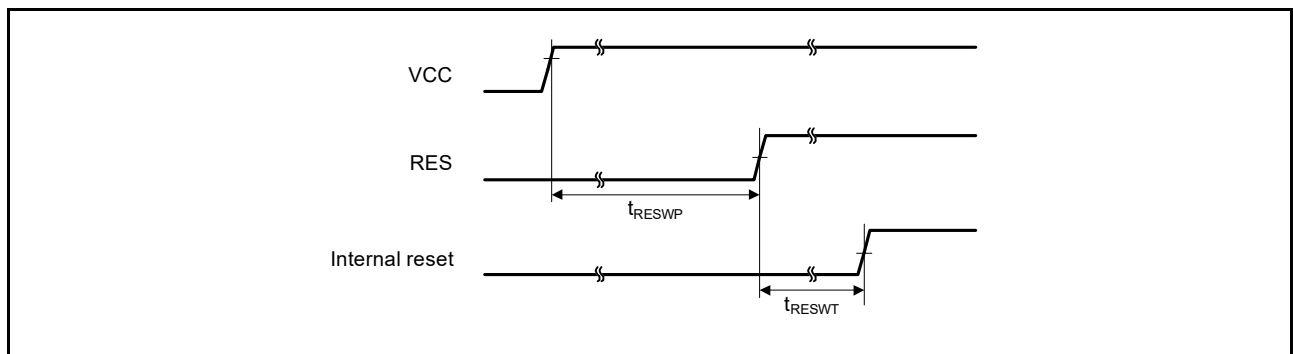 VCC
RES
tRESWP
Internal reset
tRESWT